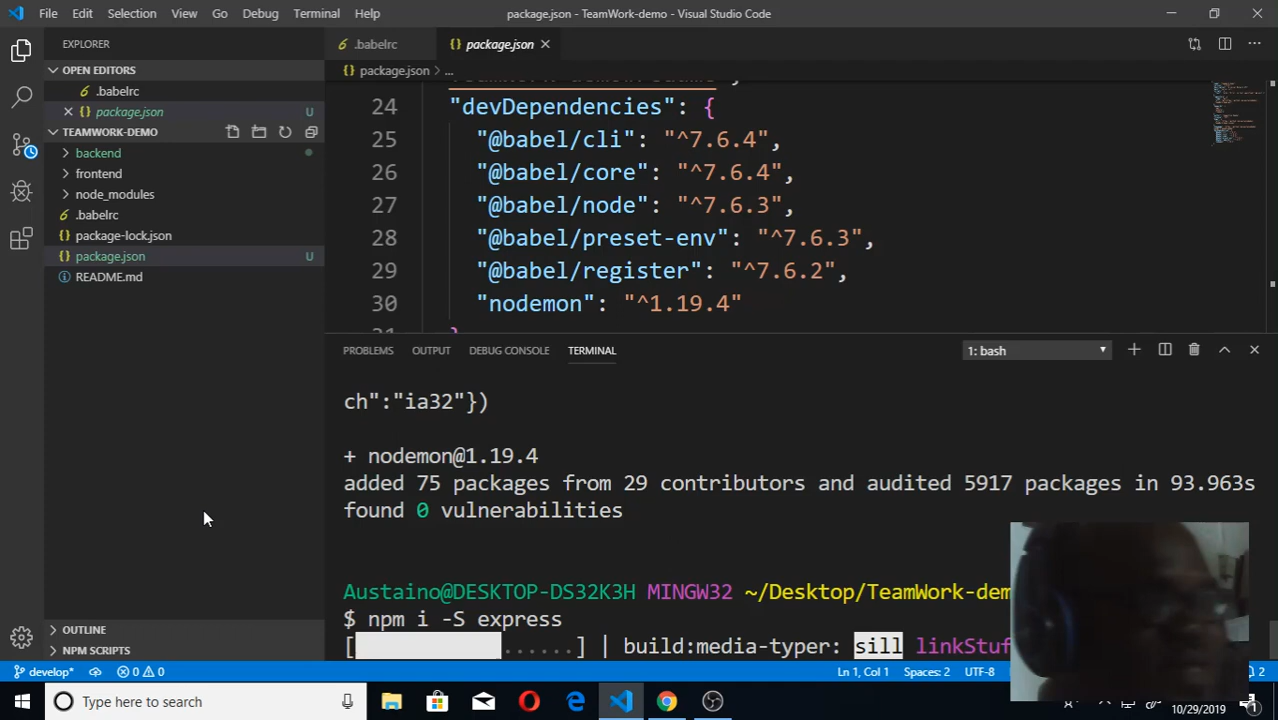 File Edit Selection View Go Debug Terminal Help package.json - TeamWork-demo - Visual Studio Code
EXPLORER
.babelrc
package.json
OPEN EDITORS
package.json > ...
.babelrc
package.json U
TEAMWORK-DEMO
backend
frontend
node_modules
.babelrc
package-lock.json
package.json U
README.md
24 "devDependencies": {
25 "@babel/cli": "^7.6.4",
26 "@babel/core": "^7.6.4",
27 "@babel/node": "^7.6.3",
28 "@babel/preset-env": "^7.6.3",
29 "@babel/register": "^7.6.2",
30 "nodemon": "^1.19.4"
PROBLEMS OUTPUT DEBUG CONSOLE TERMINAL 1: bash
ch":"ia32"})
+ nodemon@1.19.4
added 75 packages from 29 contributors and audited 5917 packages in 93.963s
found 0 vulnerabilities
Austaino@DESKTOP-DS32K3H MINGW32 ~/Desktop/TeamWork-dem
$ npm i -S express
[ ......] | build:media-typer: sill linkStuf
OUTLINE
NPM SCRIPTS
develop* 0 0 Ln 1, Col 1 Spaces: 2 UTF-8 2
Type here to search
10/29/2019
1